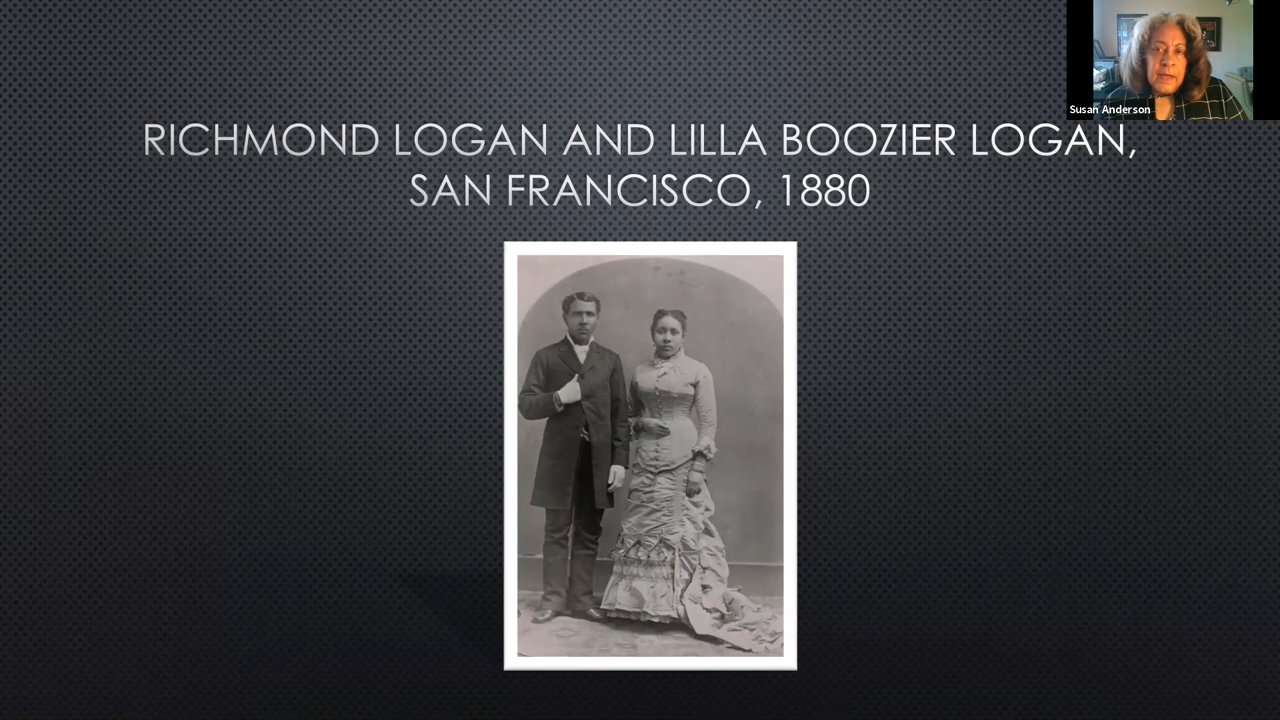 RICHMOND LOGAN AND LILLA BOOZIER LOGAN,
SAN FRANCISCO, 1880
Susan Anderson